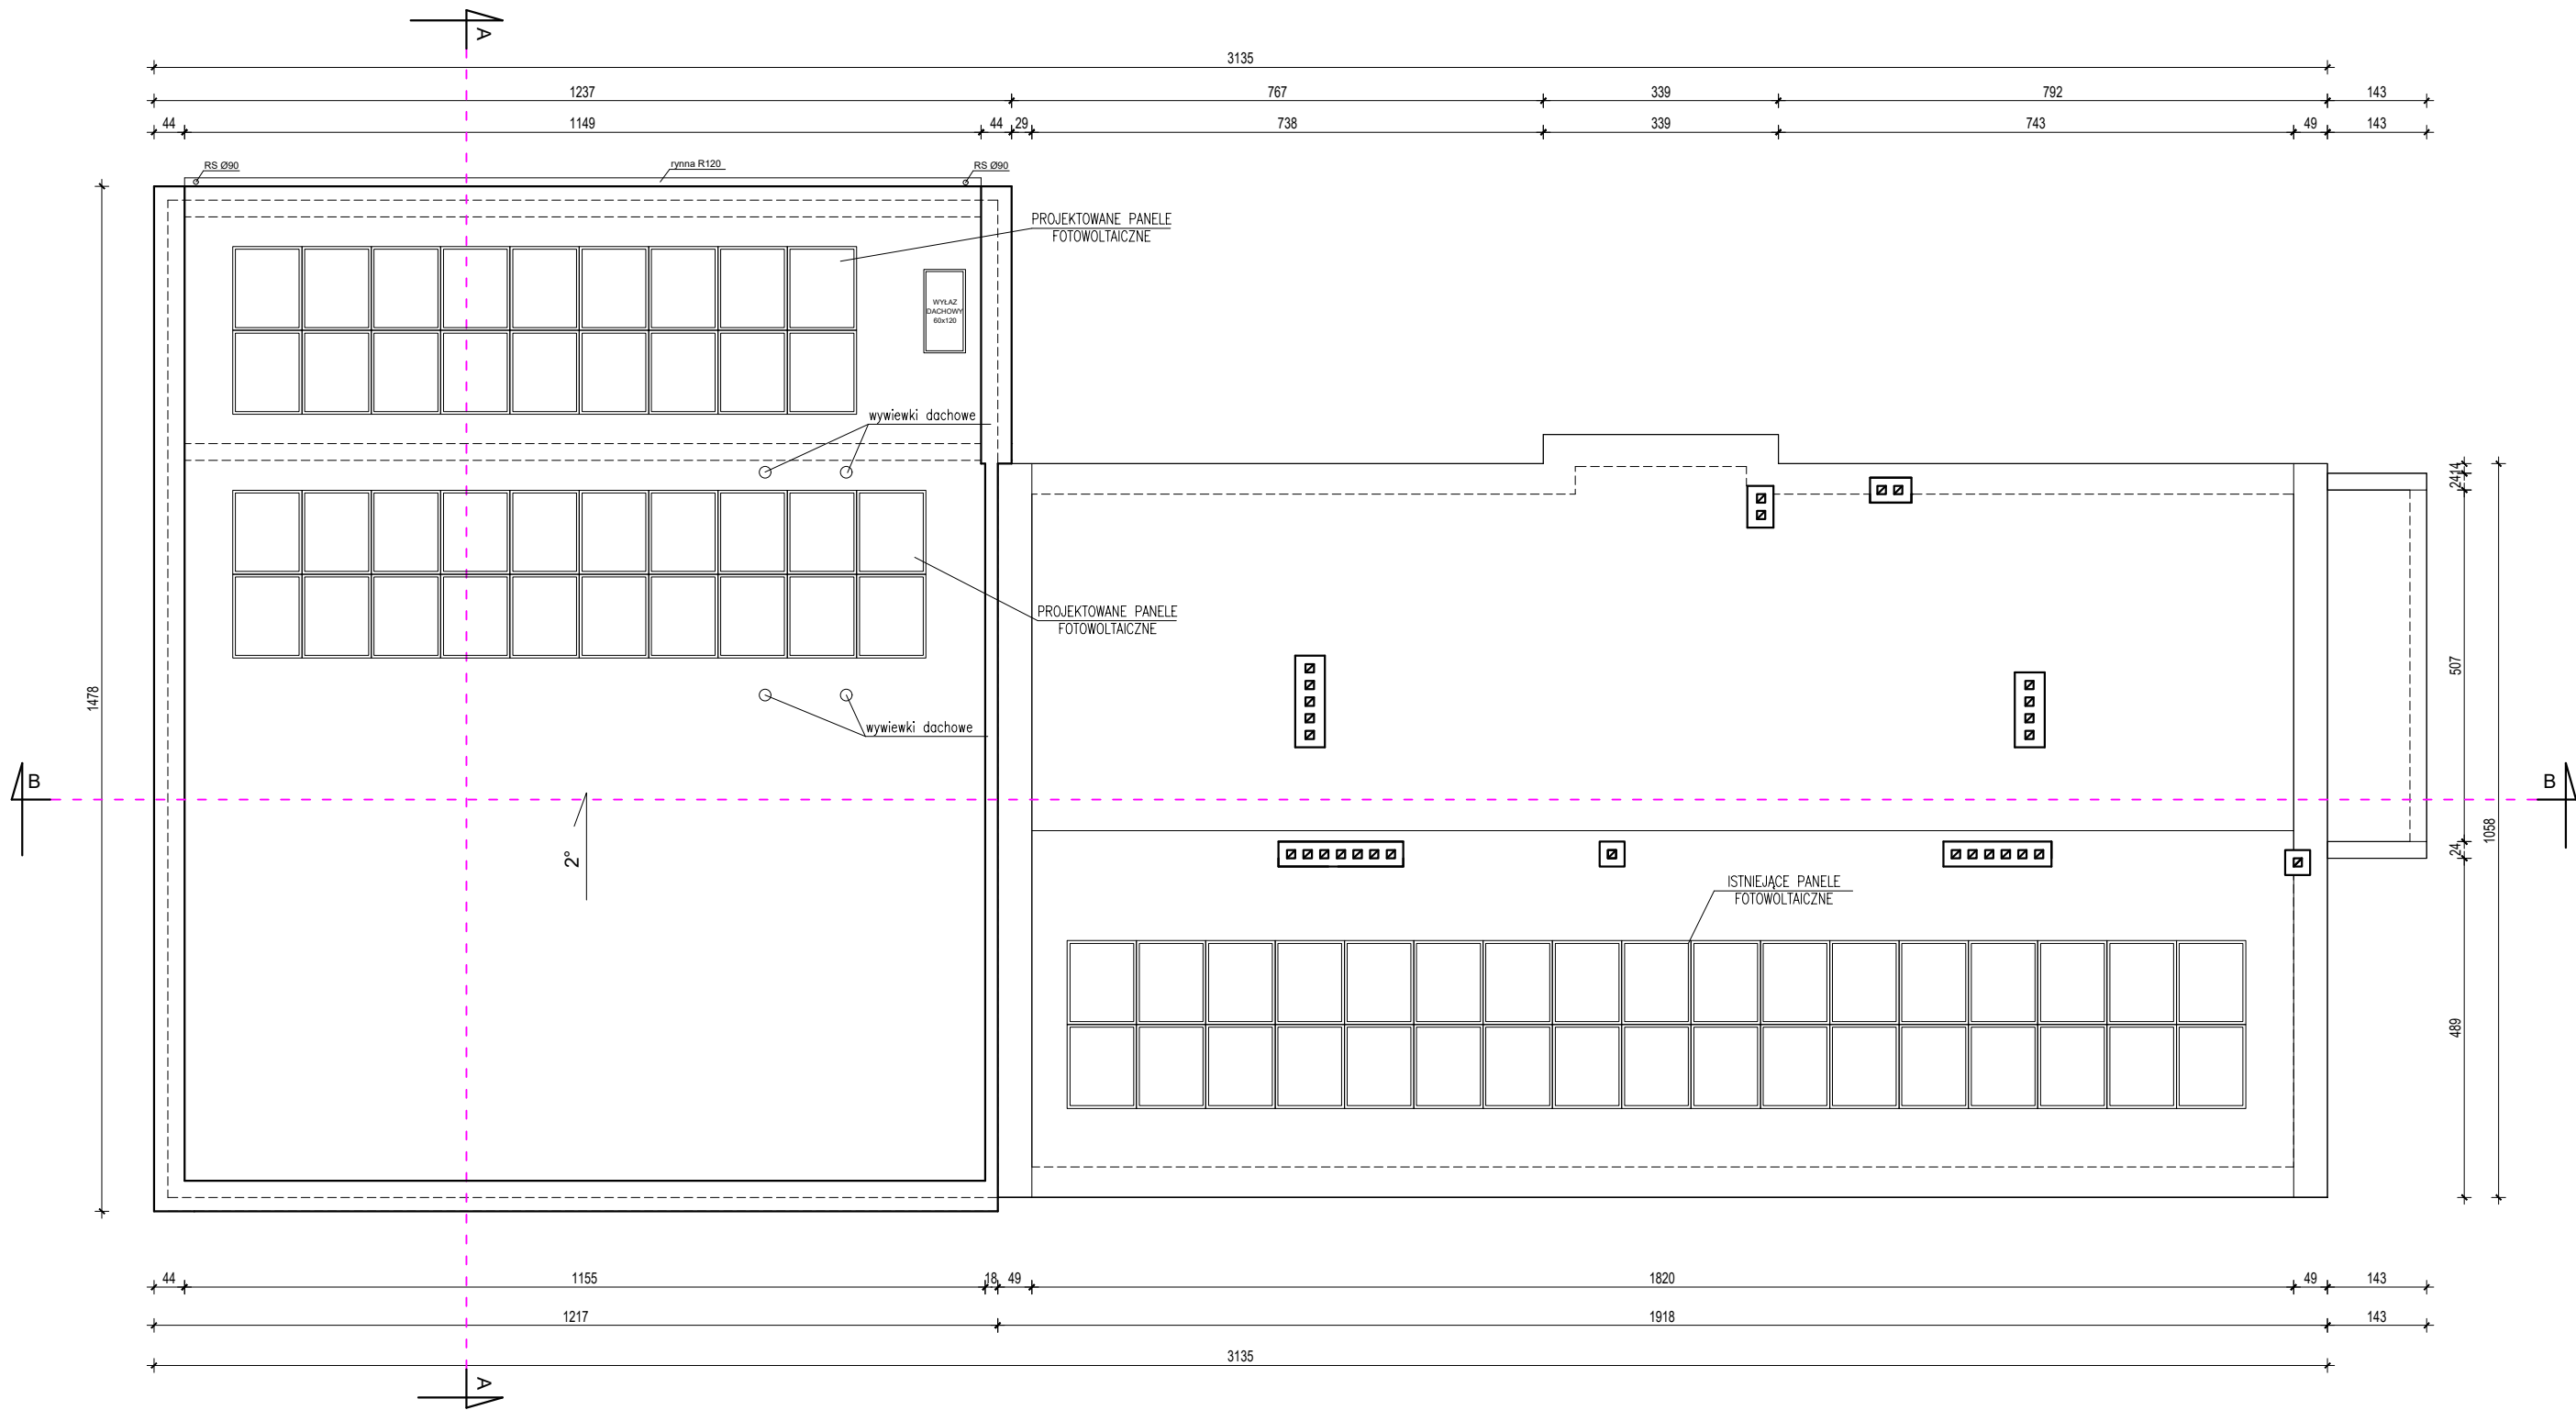 A
3135
1237 767 339 792 143
44 1149 44 29 738 339 743 49 143
RS Ø90
rynna R120
RS Ø90
PROJEKTOWANE PANELE
FOTOWOLTAICZNE
WYŁAZ
DACHOWY
60x120
wywiewki dachowe
14
24
PROJEKTOWANE PANELE
FOTOWOLTAICZNE
507
1478
wywiewki dachowe
B
B
1058
24
2°
ISTNIEJĄCE PANELE
FOTOWOLTAICZNE
489
44 1155 18 49 1820 49 143
1217 1918 143
3135
A